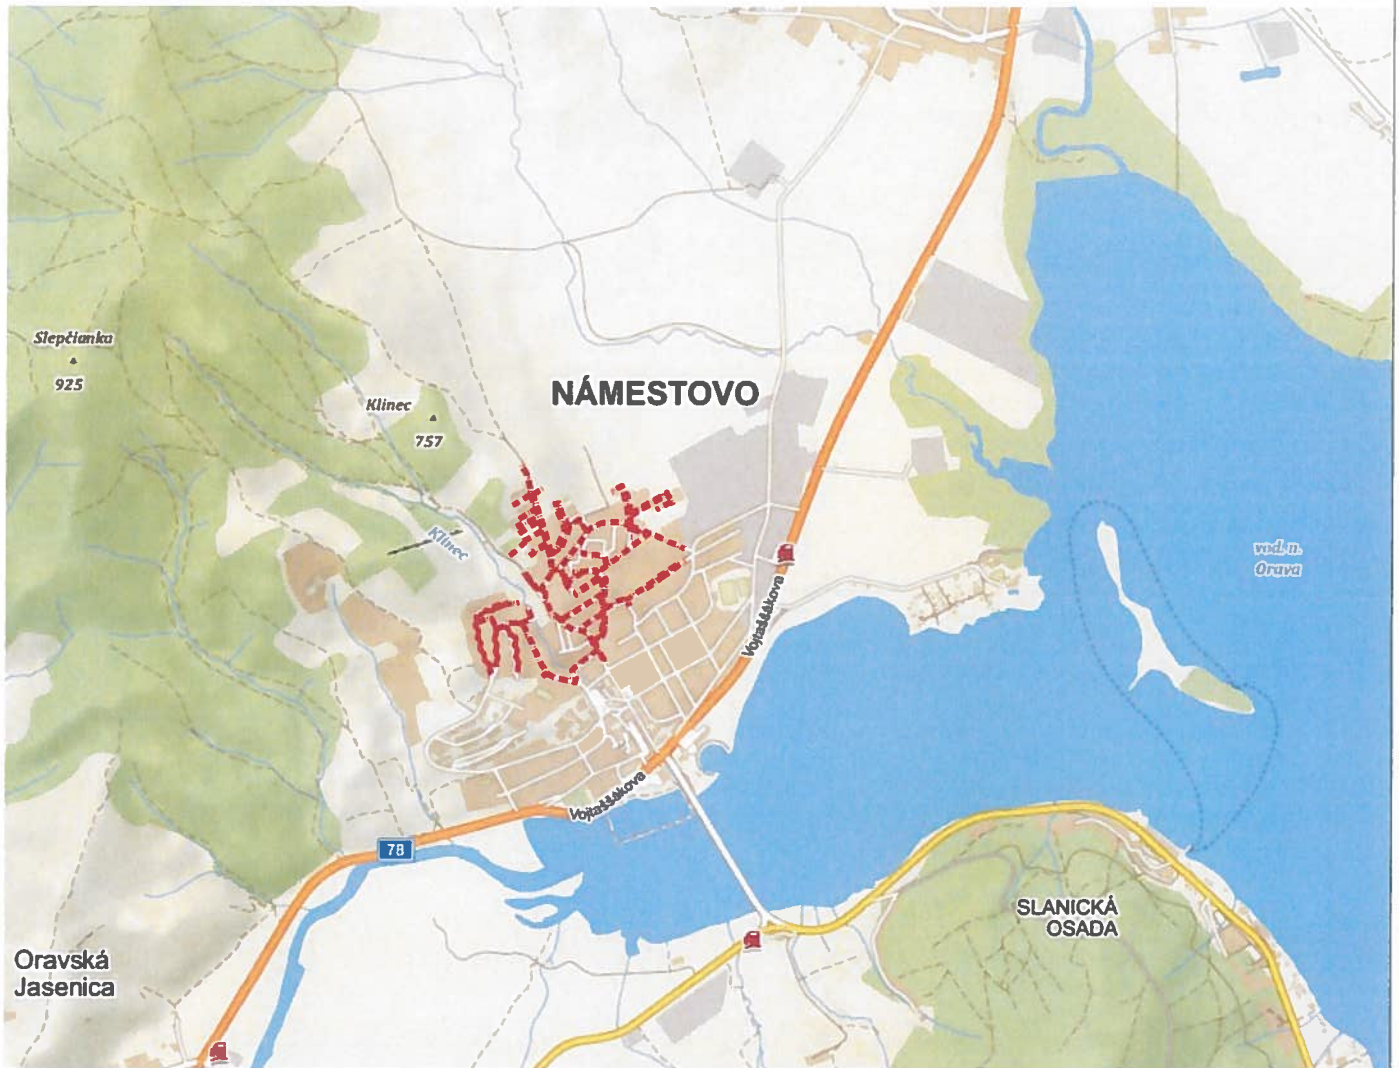 Slepčianka
925
Klinec
757
NÁMESTOVO
Klinec
Vojtaššákova
vod. n.
Orava
Vojtaššákova
78
SLANICKÁ
OSADA
Oravská
Jasenica